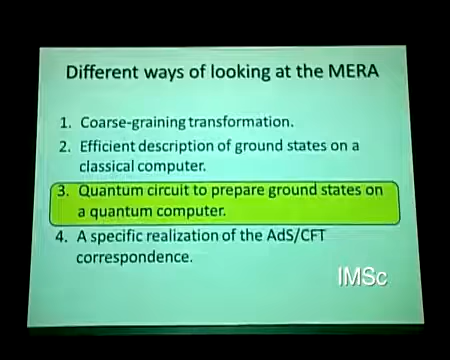 Different ways of looking at the MERA
1. Coarse-graining transformation.
2. Efficient description of ground states on a
classical computer.
3. Quantum circuit to prepare ground states on
a quantum computer.
4. A specific realization of the AdS/CFT
correspondence.
IMSc